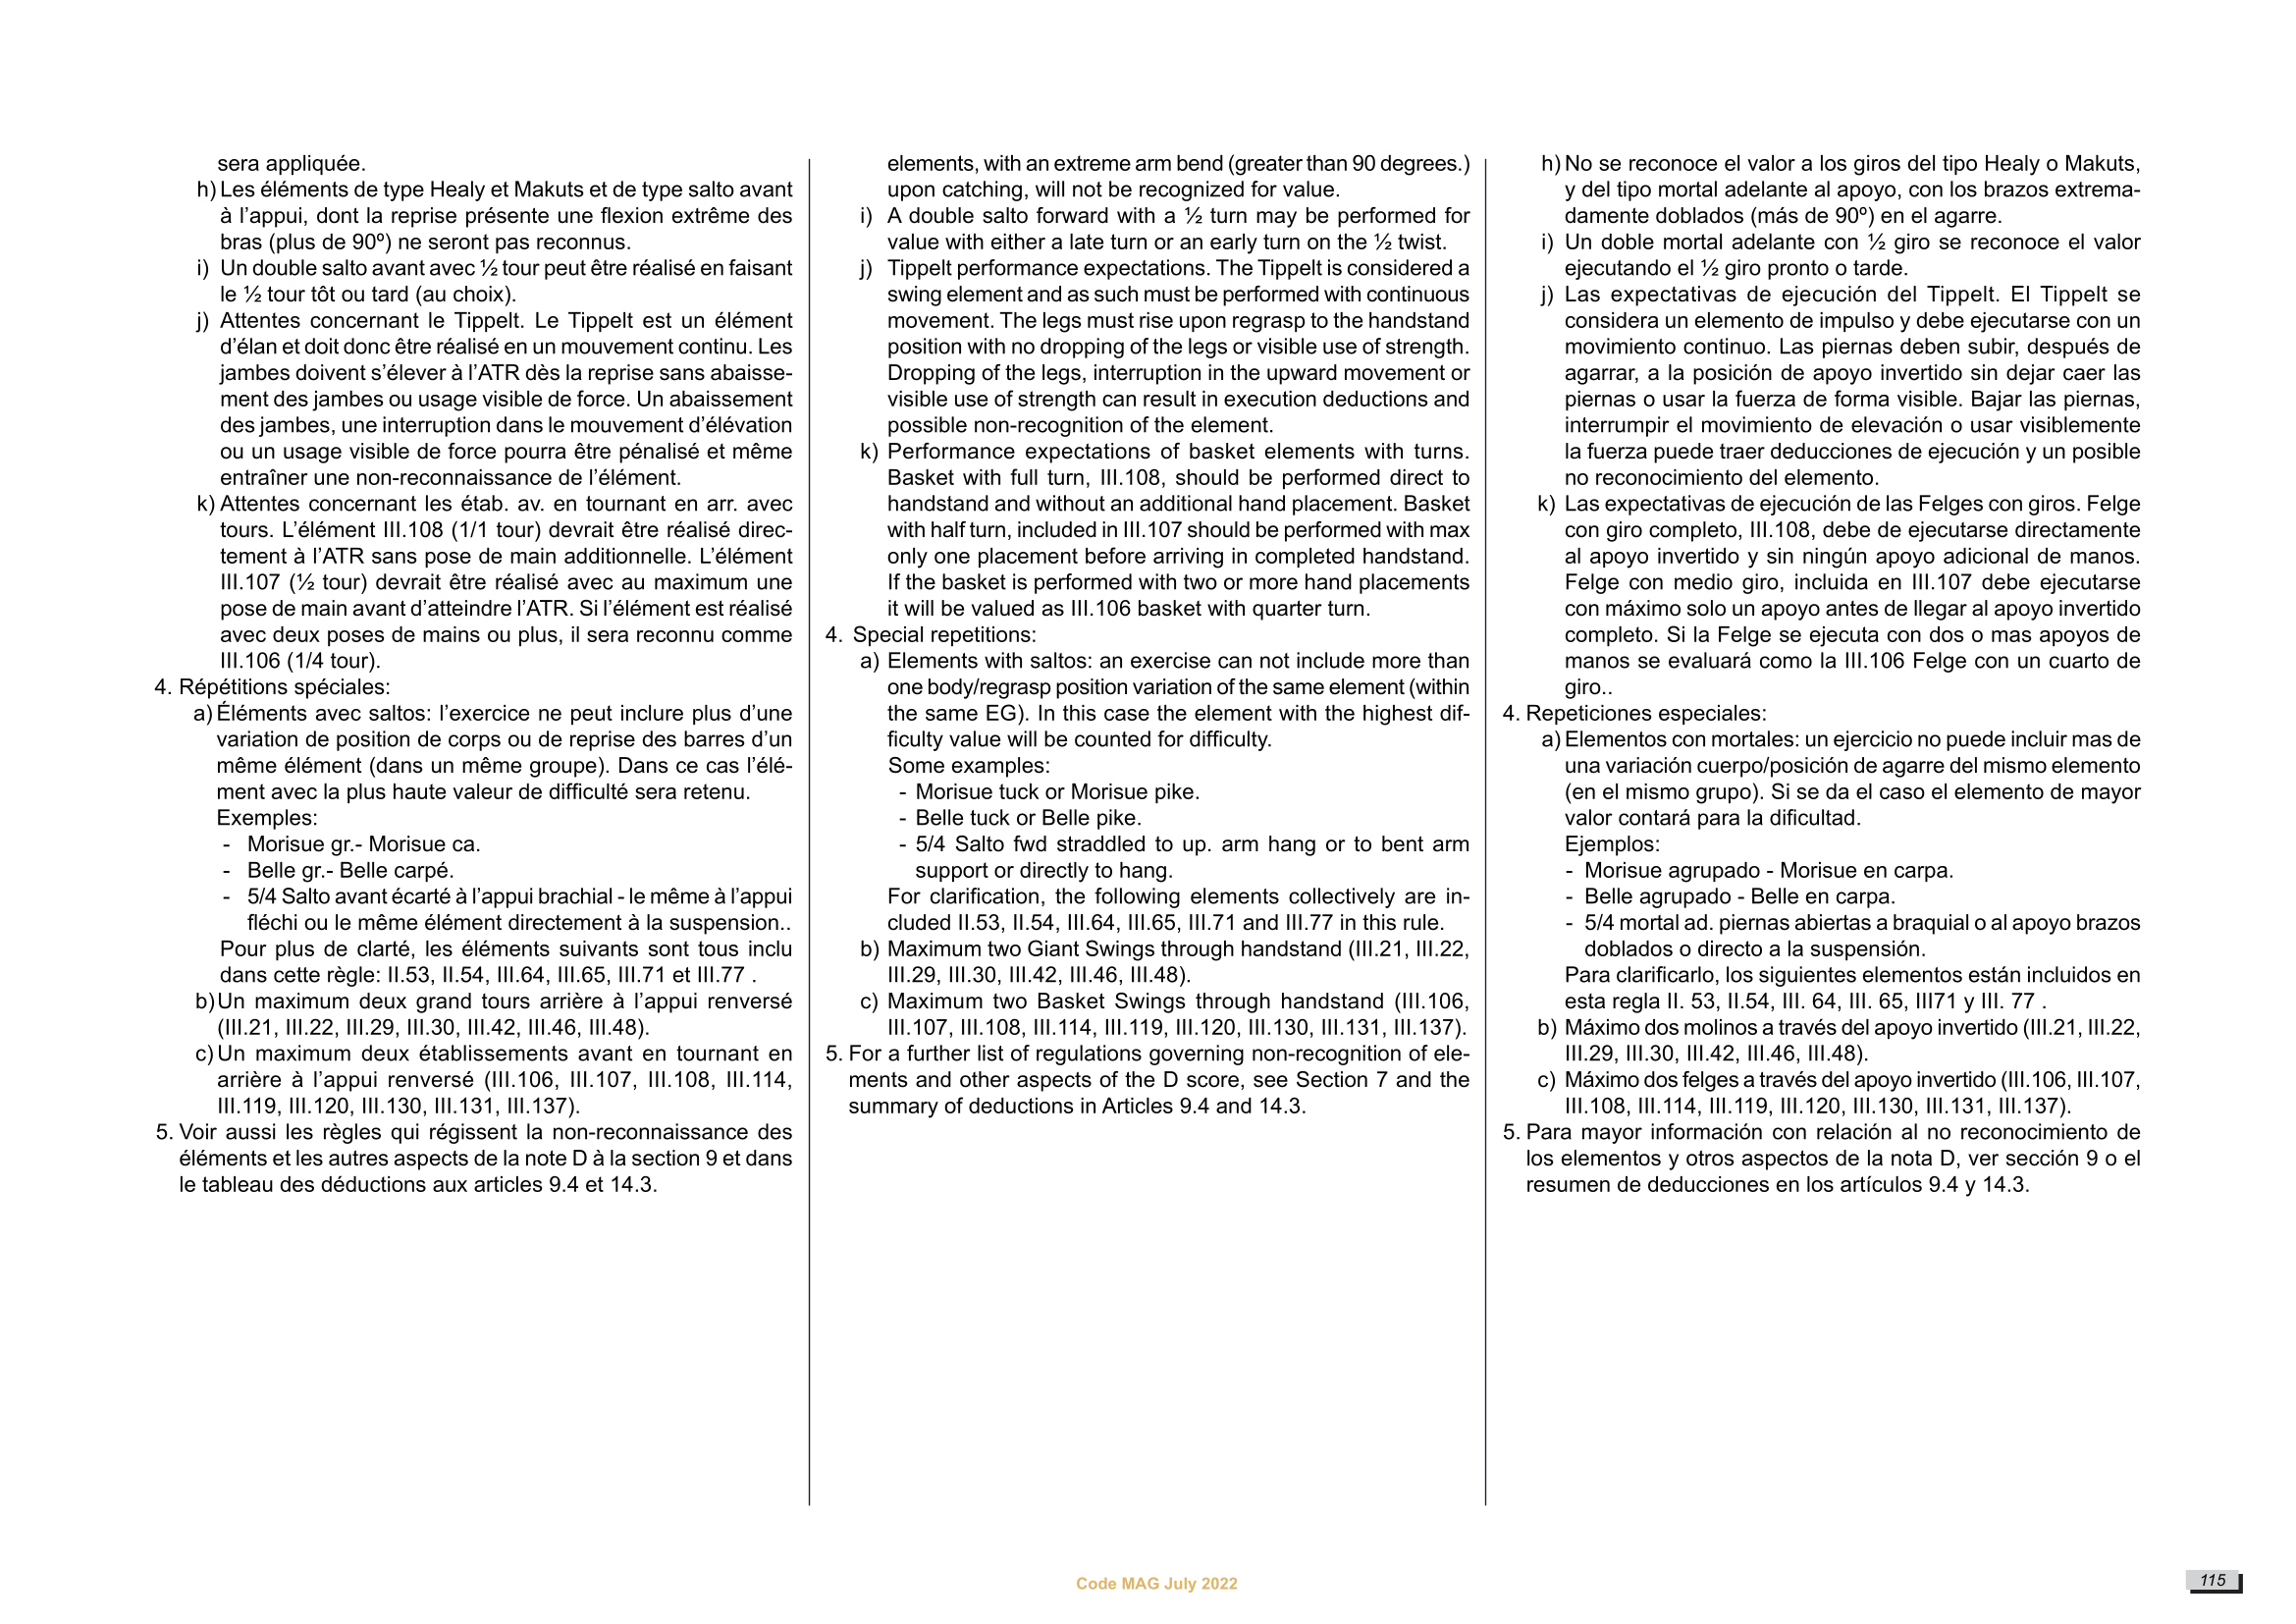 sera appliquée.
h) Les éléments de type Healy et Makuts et de type salto avant
à l’appui, dont la reprise présente une flexion extrême des
bras (plus de 90º) ne seront pas reconnus.
i) Un double salto avant avec ½ tour peut être réalisé en faisant
le ½ tour tôt ou tard (au choix).
j) Attentes concernant le Tippelt. Le Tippelt est un élément
d’élan et doit donc être réalisé en un mouvement continu. Les
jambes doivent s’élever à l’ATR dès la reprise sans abaisse-
ment des jambes ou usage visible de force. Un abaissement
des jambes, une interruption dans le mouvement d’élévation
ou un usage visible de force pourra être pénalisé et même
entraîner une non-reconnaissance de l’élément.
k) Attentes concernant les étab. av. en tournant en arr. avec
tours. L’élément III.108 (1/1 tour) devrait être réalisé direc-
tement à l’ATR sans pose de main additionnelle. L’élément
III.107 (½ tour) devrait être réalisé avec au maximum une
pose de main avant d’atteindre l’ATR. Si l’élément est réalisé
avec deux poses de mains ou plus, il sera reconnu comme
III.106 (1/4 tour).
4. Répétitions spéciales:
a) Éléments avec saltos: l’exercice ne peut inclure plus d’une
variation de position de corps ou de reprise des barres d’un
même élément (dans un même groupe). Dans ce cas l’élé-
ment avec la plus haute valeur de difficulté sera retenu.
Exemples:
- Morisue gr.- Morisue ca.
- Belle gr.- Belle carpé.
- 5/4 Salto avant écarté à l’appui brachial - le même à l’appui
fléchi ou le même élément directement à la suspension..
Pour plus de clarté, les éléments suivants sont tous inclu
dans cette règle: II.53, II.54, III.64, III.65, III.71 et III.77 .
b) Un maximum deux grand tours arrière à l’appui renversé
(III.21, III.22, III.29, III.30, III.42, III.46, III.48).
c) Un maximum deux établissements avant en tournant en
arrière à l’appui renversé (III.106, III.107, III.108, III.114,
III.119, III.120, III.130, III.131, III.137).
5. Voir aussi les règles qui régissent la non-reconnaissance des
éléments et les autres aspects de la note D à la section 9 et dans
le tableau des déductions aux articles 9.4 et 14.3.
elements, with an extreme arm bend (greater than 90 degrees.)
upon catching, will not be recognized for value.
i) A double salto forward with a ½ turn may be performed for
value with either a late turn or an early turn on the ½ twist.
j) Tippelt performance expectations. The Tippelt is considered a
swing element and as such must be performed with continuous
movement. The legs must rise upon regrasp to the handstand
position with no dropping of the legs or visible use of strength.
Dropping of the legs, interruption in the upward movement or
visible use of strength can result in execution deductions and
possible non-recognition of the element.
k) Performance expectations of basket elements with turns.
Basket with full turn, III.108, should be performed direct to
handstand and without an additional hand placement. Basket
with half turn, included in III.107 should be performed with max
only one placement before arriving in completed handstand.
If the basket is performed with two or more hand placements
it will be valued as III.106 basket with quarter turn.
4. Special repetitions:
a) Elements with saltos: an exercise can not include more than
one body/regrasp position variation of the same element (within
the same EG). In this case the element with the highest dif-
ficulty value will be counted for difficulty.
Some examples:
- Morisue tuck or Morisue pike.
- Belle tuck or Belle pike.
- 5/4 Salto fwd straddled to up. arm hang or to bent arm
support or directly to hang.
For clarification, the following elements collectively are in-
cluded II.53, II.54, III.64, III.65, III.71 and III.77 in this rule.
b) Maximum two Giant Swings through handstand (III.21, III.22,
III.29, III.30, III.42, III.46, III.48).
c) Maximum two Basket Swings through handstand (III.106,
III.107, III.108, III.114, III.119, III.120, III.130, III.131, III.137).
5. For a further list of regulations governing non-recognition of ele-
ments and other aspects of the D score, see Section 7 and the
summary of deductions in Articles 9.4 and 14.3.
h) No se reconoce el valor a los giros del tipo Healy o Makuts,
y del tipo mortal adelante al apoyo, con los brazos extrema-
damente doblados (más de 90º) en el agarre.
i) Un doble mortal adelante con ½ giro se reconoce el valor
ejecutando el ½ giro pronto o tarde.
j) Las expectativas de ejecución del Tippelt. El Tippelt se
considera un elemento de impulso y debe ejecutarse con un
movimiento continuo. Las piernas deben subir, después de
agarrar, a la posición de apoyo invertido sin dejar caer las
piernas o usar la fuerza de forma visible. Bajar las piernas,
interrumpir el movimiento de elevación o usar visiblemente
la fuerza puede traer deducciones de ejecución y un posible
no reconocimiento del elemento.
k) Las expectativas de ejecución de las Felges con giros. Felge
con giro completo, III.108, debe de ejecutarse directamente
al apoyo invertido y sin ningún apoyo adicional de manos.
Felge con medio giro, incluida en III.107 debe ejecutarse
con máximo solo un apoyo antes de llegar al apoyo invertido
completo. Si la Felge se ejecuta con dos o mas apoyos de
manos se evaluará como la III.106 Felge con un cuarto de
giro..
4. Repeticiones especiales:
a) Elementos con mortales: un ejercicio no puede incluir mas de
una variación cuerpo/posición de agarre del mismo elemento
(en el mismo grupo). Si se da el caso el elemento de mayor
valor contará para la dificultad.
Ejemplos:
- Morisue agrupado - Morisue en carpa.
- Belle agrupado - Belle en carpa.
- 5/4 mortal ad. piernas abiertas a braquial o al apoyo brazos
doblados o directo a la suspensión.
Para clarificarlo, los siguientes elementos están incluidos en
esta regla II. 53, II.54, III. 64, III. 65, III71 y III. 77 .
b) Máximo dos molinos a través del apoyo invertido (III.21, III.22,
III.29, III.30, III.42, III.46, III.48).
c) Máximo dos felges a través del apoyo invertido (III.106, III.107,
III.108, III.114, III.119, III.120, III.130, III.131, III.137).
5. Para mayor información con relación al no reconocimiento de
los elementos y otros aspectos de la nota D, ver sección 9 o el
resumen de deducciones en los artículos 9.4 y 14.3.
Code MAG July 2022
115